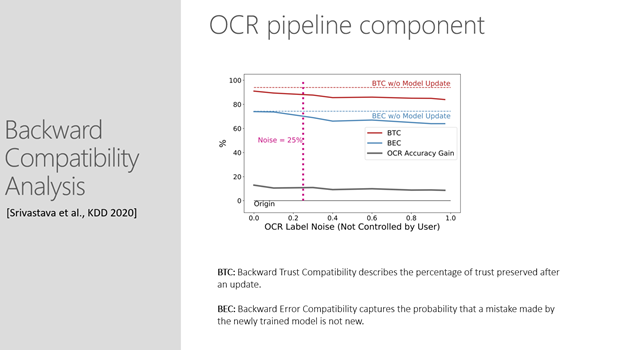 OCR pipeline component
Backward
Compatibility
Analysis
[Srivastava et al., KDD 2020]
100
80
60
40
20
0
%
BTC w/o Model Update
BEC w/o Model Update
Noise = 25%
BTC
BEC
OCR Accuracy Gain
Origin
0.0 0.2 0.4 0.6 0.8 1.0
OCR Label Noise (Not Controlled by User)
BTC: Backward Trust Compatibility describes the percentage of trust preserved after
an update.
BEC: Backward Error Compatibility captures the probability that a mistake made by
the newly trained model is not new.